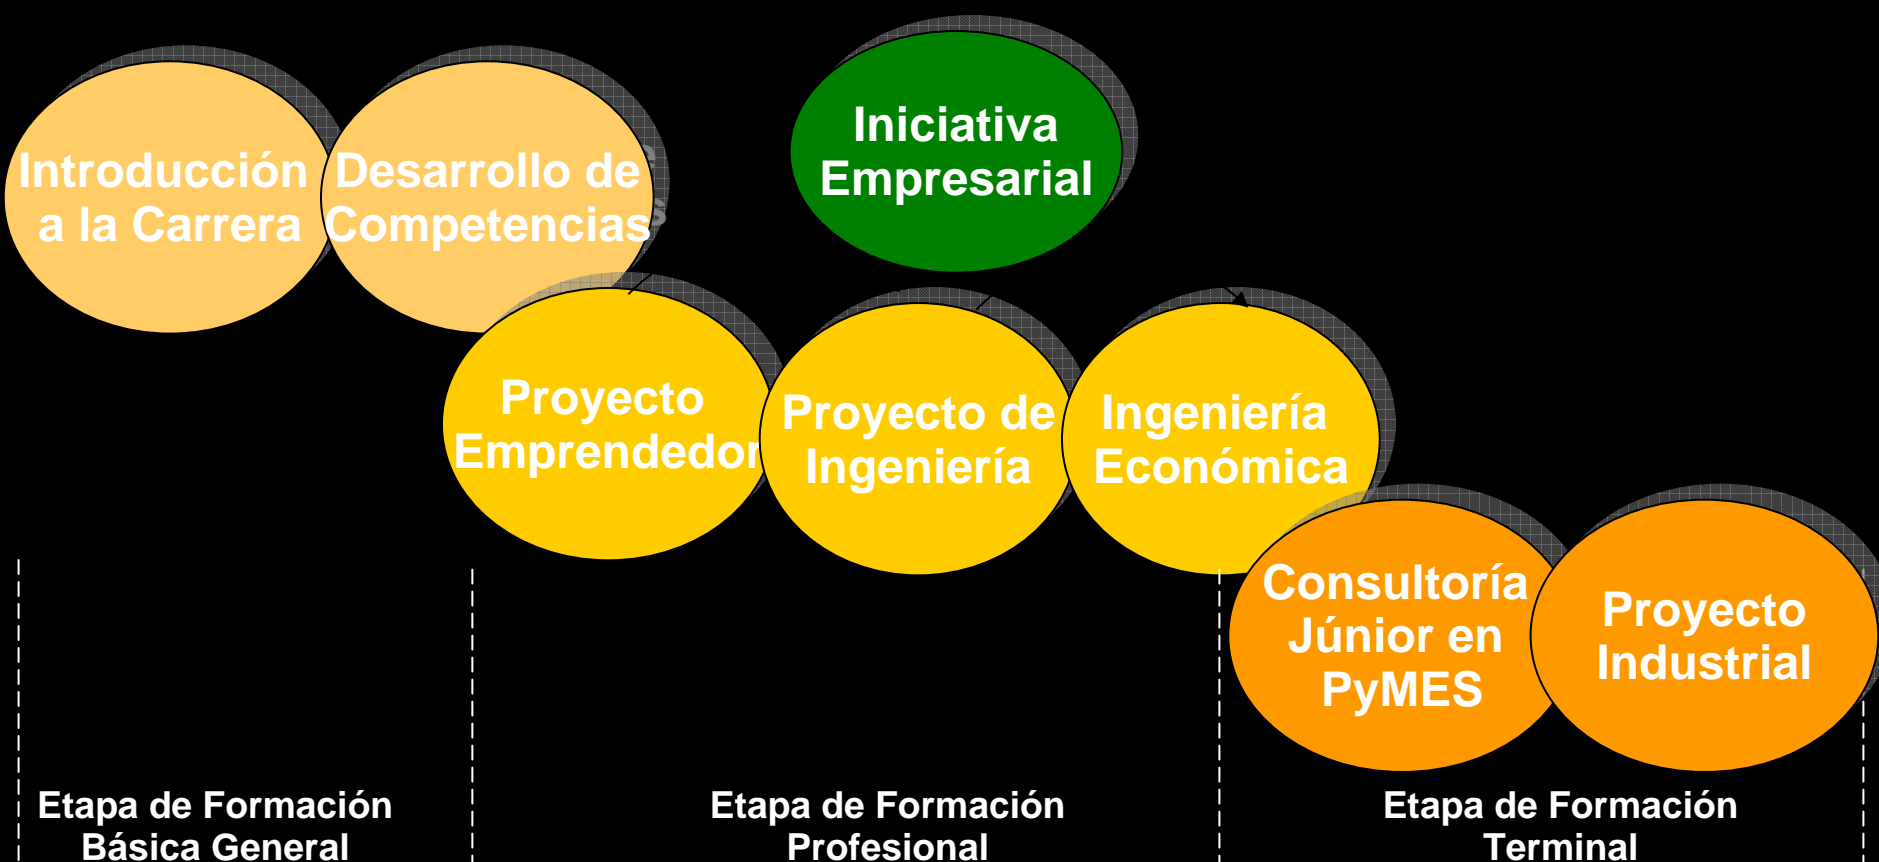 Introducción
a la Carrera
Desarrollo de
Competencias
Iniciativa
Empresarial
Proyecto
Emprendedor
Proyecto de
Ingeniería
Ingeniería
Económica
Consultoría
Júnior en
PyMES
Proyecto
Industrial
Etapa de Formación
Básica General
Etapa de Formación
Profesional
Etapa de Formación
Terminal